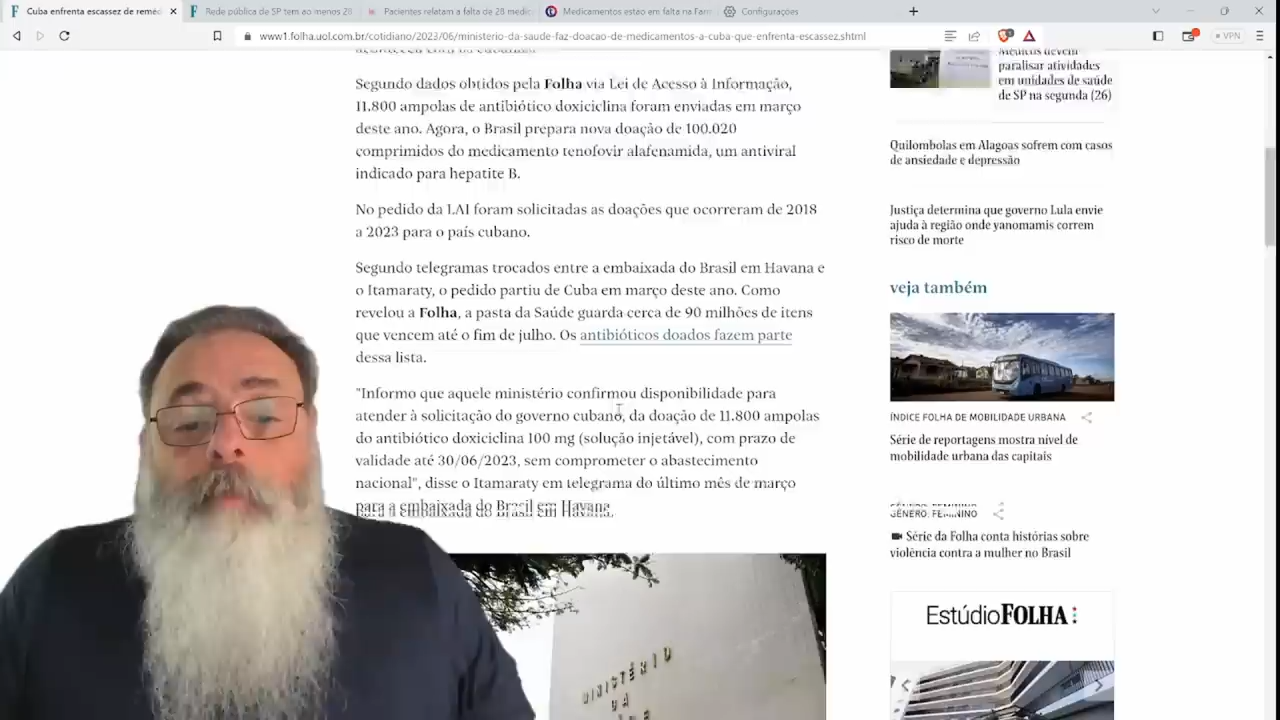 Cuba enfrenta escassez de reméd
Rede pública de SP tem ao menos 28
Pacientes relatam a falta de 28 medic
Medicamentos estão em falta na Farm
Configurações
www1.folha.uol.com.br/cotidiano/2023/06/ministerio-da-saude-faz-doacao-de-medicamentos-a-cuba-que-enfrenta-escassez.shtml
VPN
Segundo dados obtidos pela Folha via Lei de Acesso à Informação,
11.800 ampolas de antibiótico doxiciclina foram enviadas em março
deste ano. Agora, o Brasil prepara nova doação de 100.020
comprimidos do medicamento tenofovir alafenamida, um antiviral
indicado para hepatite B.
No pedido da LAI foram solicitadas as doações que ocorreram de 2018
a 2023 para o país cubano.
Segundo telegramas trocados entre a embaixada do Brasil em Havana e
o Itamaraty, o pedido partiu de Cuba em março deste ano. Como
revelou a Folha, a pasta da Saúde guarda cerca de 90 milhões de itens
que vencem até o fim de julho. Os antibióticos doados fazem parte
dessa lista.
"Informo que aquele ministério confirmou disponibilidade para
atender à solicitação do governo cubano, da doação de 11.800 ampolas
do antibiótico doxiciclina 100 mg (solução injetável), com prazo de
validade até 30/06/2023, sem comprometer o abastecimento
nacional", disse o Itamaraty em telegrama do último mês de março
para a embaixada do Brasil em Havana.
MINISTÉRIO
DA
Médicos devem
paralisar atividades
em unidades de saúde
de SP na segunda (26)
Quilombolas em Alagoas sofrem com casos
de ansiedade e depressão
Justiça determina que governo Lula envie
ajuda à região onde yanomamis correm
risco de morte
veja também
ÍNDICE FOLHA DE MOBILIDADE URBANA
Série de reportagens mostra nível de
mobilidade urbana das capitais
GÊNERO: FEMININO
Série da Folha conta histórias sobre
violência contra a mulher no Brasil
EstúdioFOLHA: